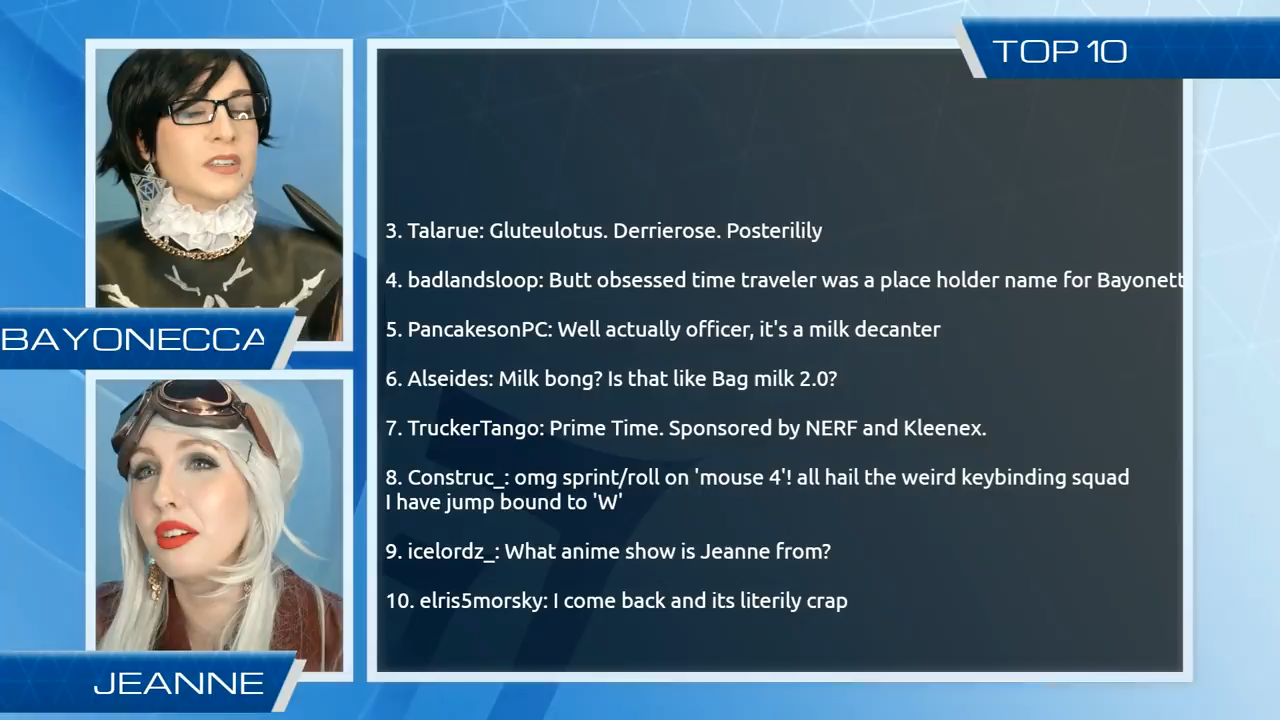 TOP 10
3. Talarue: Gluteulotus. Derrierose. Posterilily
4. badlandsloop: Butt obsessed time traveler was a place holder name for Bayonett
5. PancakesonPC: Well actually officer, it's a milk decanter
6. Alseides: Milk bong? Is that like Bag milk 2.0?
7. TruckerTango: Prime Time. Sponsored by NERF and Kleenex.
8. Construc_: omg sprint/roll on 'mouse 4'! all hail the weird keybinding squad
I have jump bound to 'W'
9. icelordz_: What anime show is Jeanne from?
10. elris5morsky: I come back and its literily crap
BAYONECCA
JEANNE